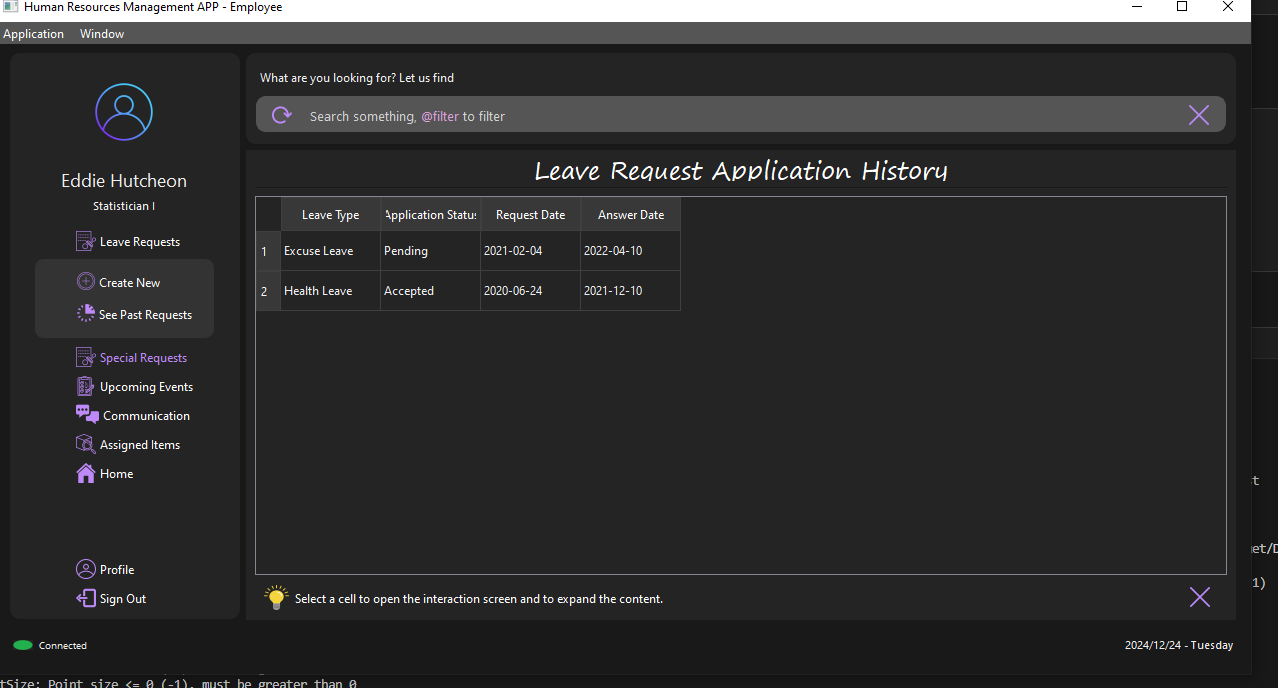 Human Resources Management APP - Employee
Application Window
Eddie Hutcheon
Statistician I
Leave Requests
Create New
See Past Requests
Special Requests
Upcoming Events
Communication
Assigned Items
Home
Profile
Sign Out
What are you looking for? Let us find
Search something, @filter to filter
Leave Request Application History
Leave Type Application Status Request Date Answer Date
1 Excuse Leave Pending 2021-02-04 2022-04-10
2 Health Leave Accepted 2020-06-24 2021-12-10
Select a cell to open the interaction screen and to expand the content.
Connected 2024/12/24 - Tuesday
tSize: Point size <= 0 (-1), must be greater than 0